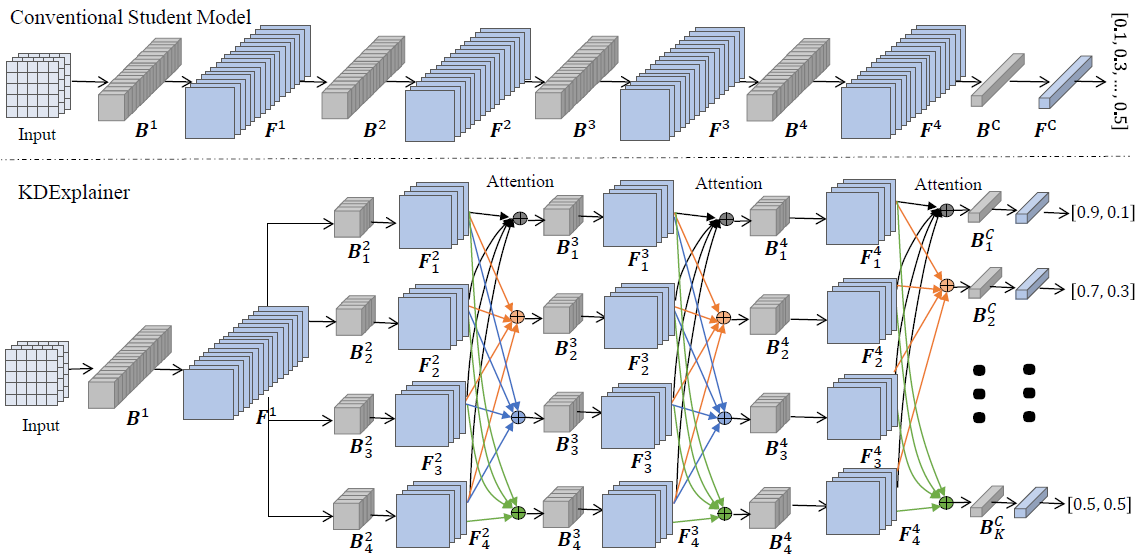 Conventional Student Model
[0.1, 0.3, ..., 0.5]
Input
B^1
F^1
B^2
F^2
B^3
F^3
B^4
F^4
B^C
F^C
KDExplainer
Attention
Attention
Attention
B_1^2
F_1^2
B_1^3
F_1^3
B_1^4
F_1^4
B_1^C
[0.9, 0.1]
B_2^2
F_2^2
B_2^3
F_2^3
B_2^4
F_2^4
B_2^C
[0.7, 0.3]
Input
B^1
F^1
B_3^2
F_3^2
B_3^3
F_3^3
B_3^4
F_3^4
B_4^2
F_4^2
B_4^3
F_4^3
B_4^4
F_4^4
B_K^C
[0.5, 0.5]